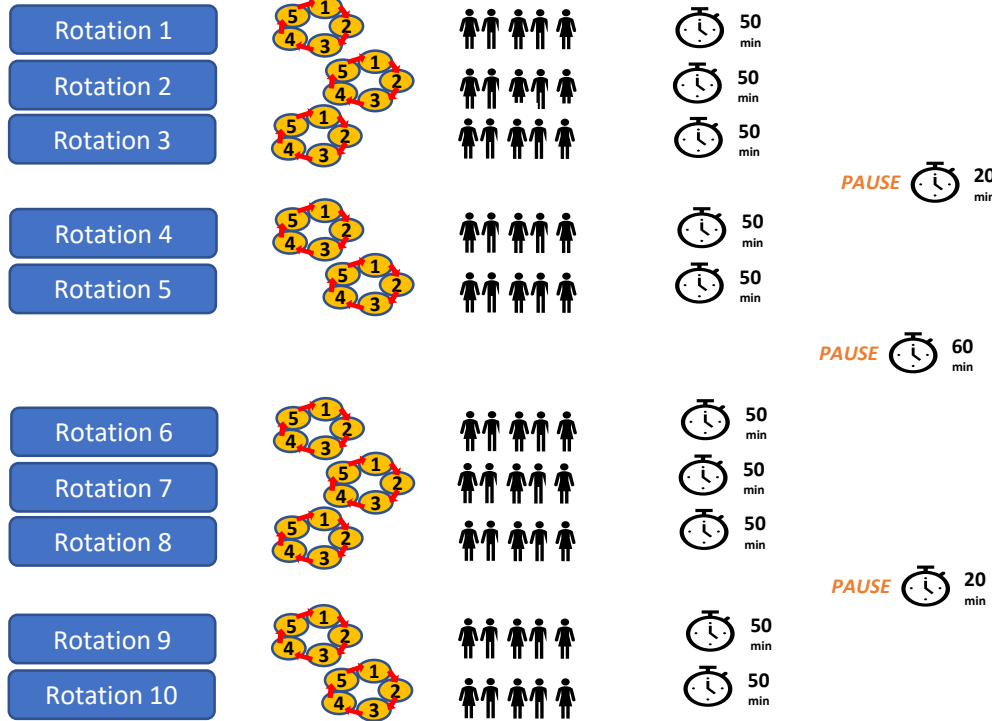 Rotation 1
5 1 2 3 4
50
min
Rotation 2
5 1 2 3 4
50
min
Rotation 3
5 1 2 3 4
50
min
PAUSE 20
min
Rotation 4
5 1 2 3 4
50
min
Rotation 5
5 1 2 3 4
50
min
PAUSE 60
min
Rotation 6
5 1 2 3 4
50
min
Rotation 7
5 1 2 3 4
50
min
Rotation 8
5 1 2 3 4
50
min
PAUSE 20
min
Rotation 9
5 1 2 3 4
50
min
Rotation 10
5 1 2 3 4
50
min